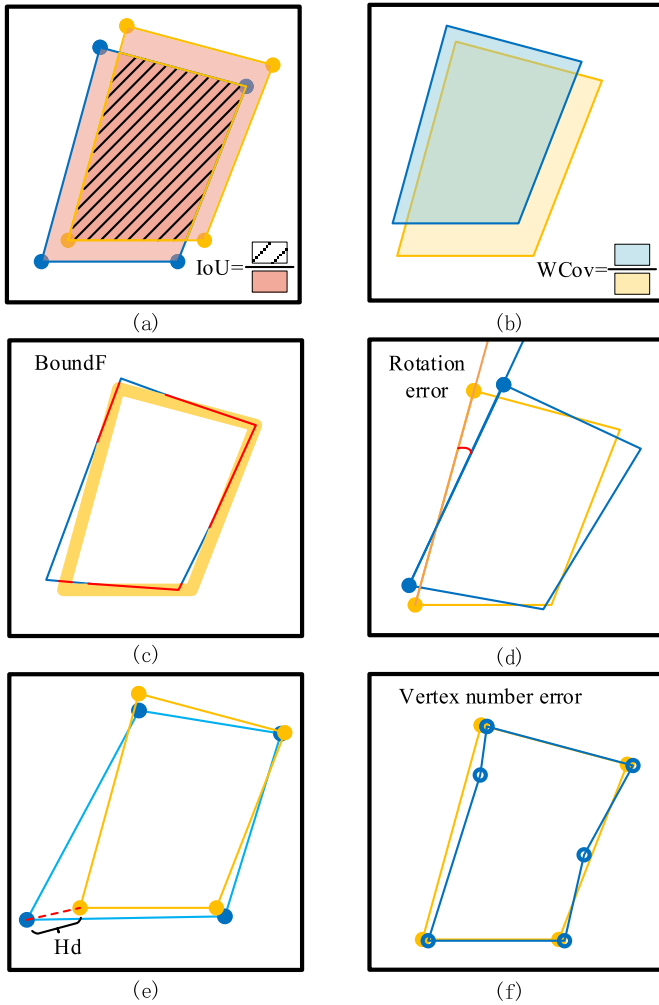 IoU=
(a)
WCov=
(b)
BoundF
(c)
Rotation
error
(d)
Hd
(e)
Vertex number error
(f)